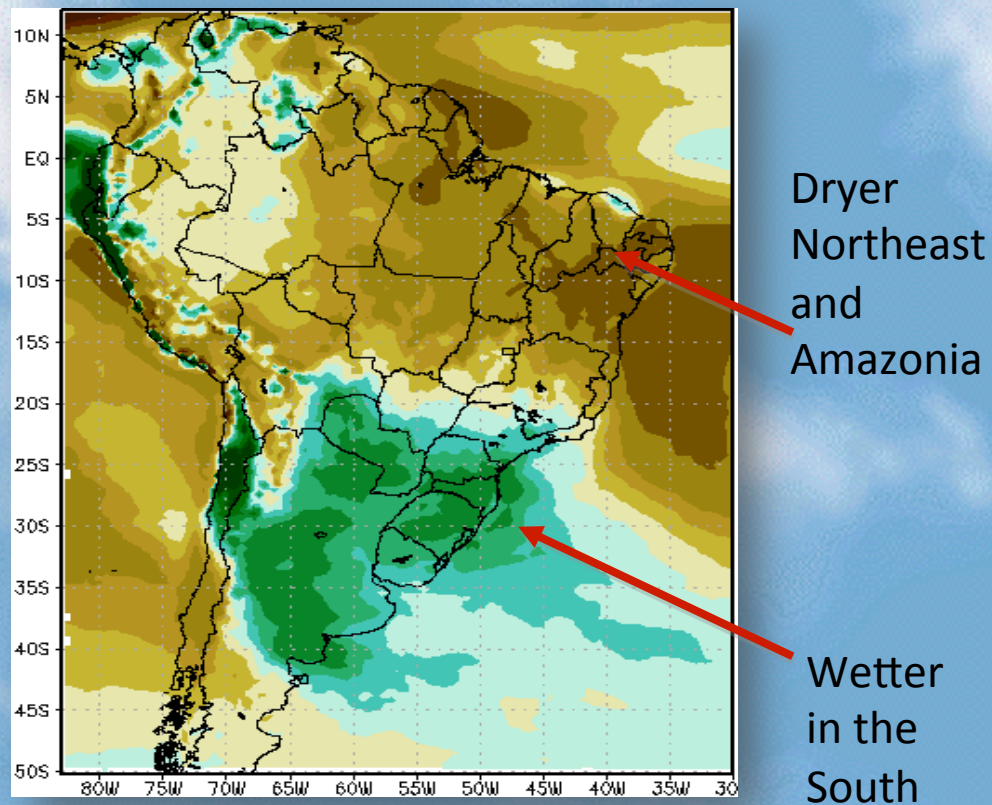 10N
5N
EQ
5S
10S
15S
20S
25S
30S
35S
40S
45S
50S
80W 75W 70W 65W 60W 55W 50W 45W 40W 35W 30
Dryer
Northeast
and
Amazonia
Wetter
in the
South